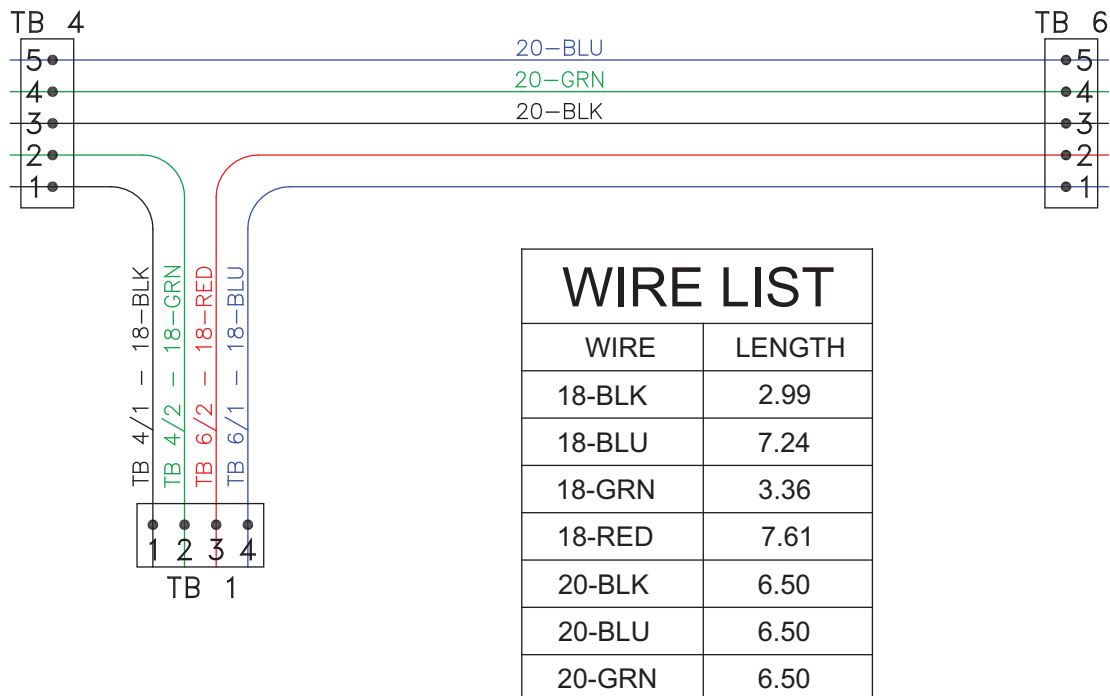 TB 4
TB 6
5
4
3
2
1
20-BLU
20-GRN
20-BLK
5
4
3
2
1
TB 4/1 - 18-BLK
TB 4/2 - 18-GRN
TB 6/2 - 18-RED
TB 6/1 - 18-BLU
1 2 3 4
TB 1
WIRE LIST
WIRE LENGTH
18-BLK 2.99
18-BLU 7.24
18-GRN 3.36
18-RED 7.61
20-BLK 6.50
20-BLU 6.50
20-GRN 6.50